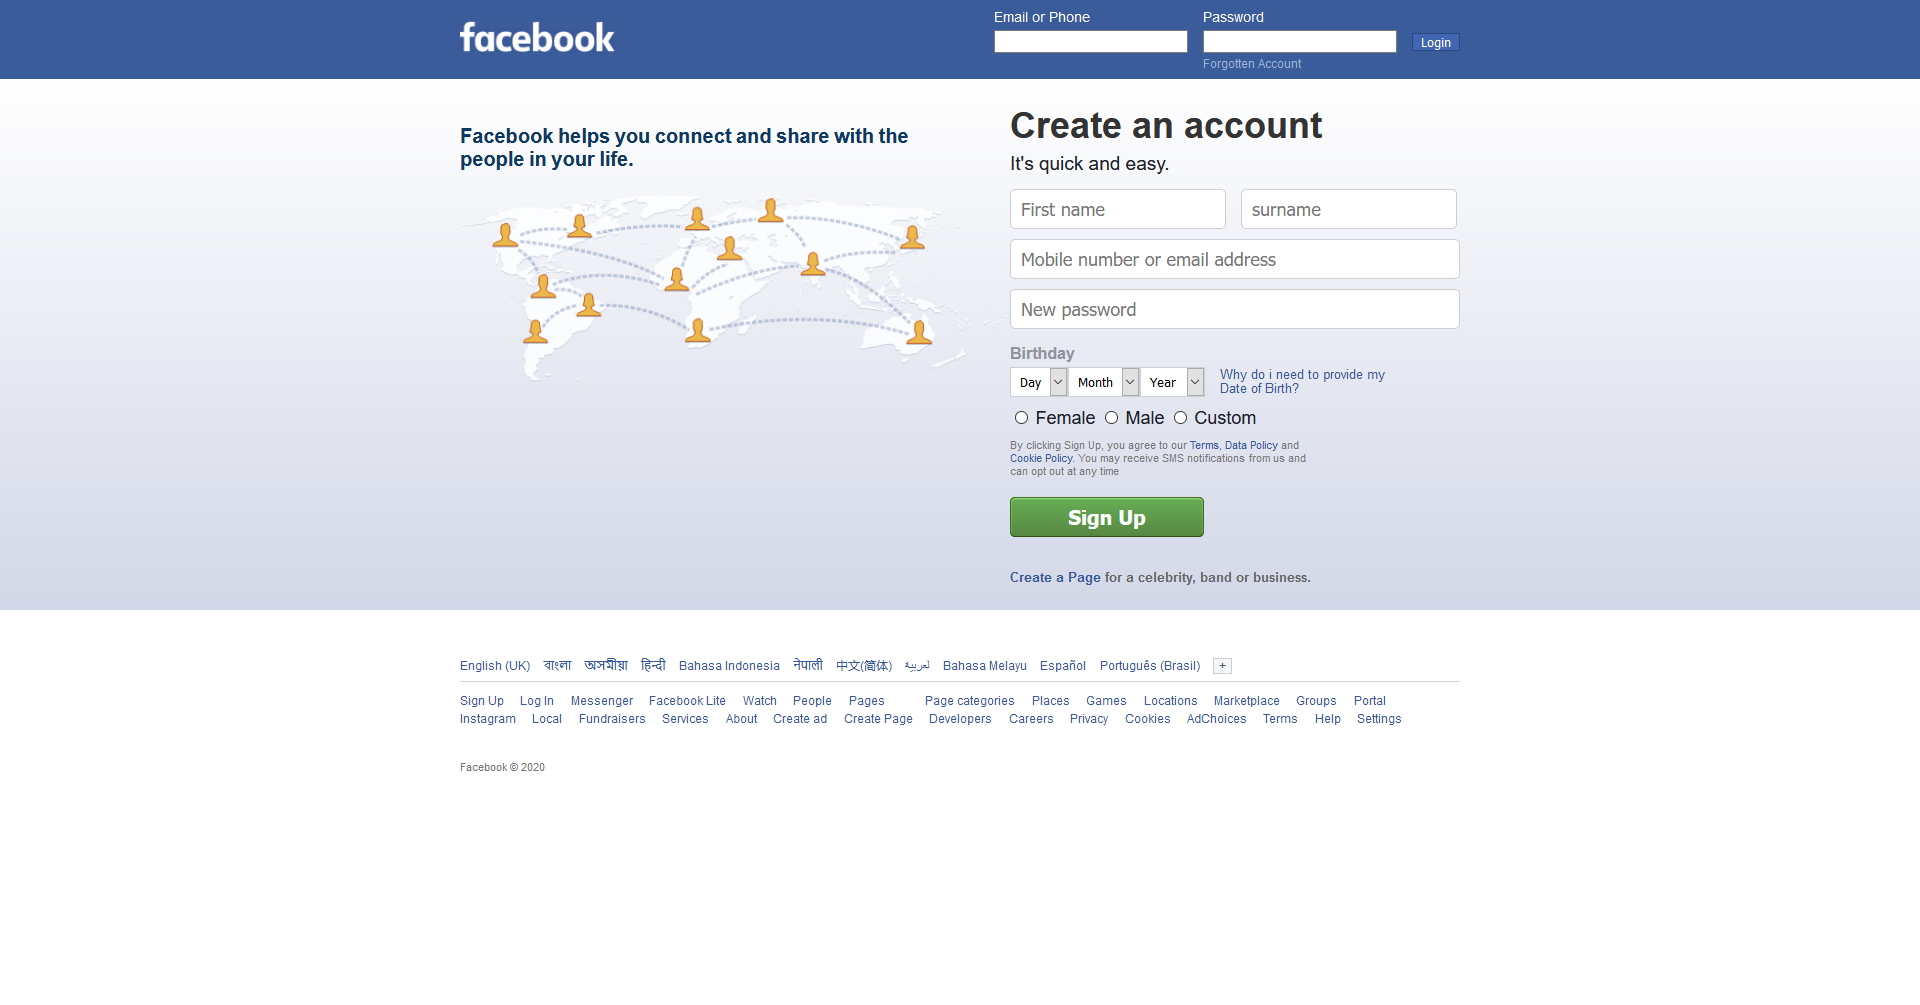 facebook
Email or Phone
Password
Login
Forgotten Account
Facebook helps you connect and share with the
people in your life.
Create an account
It's quick and easy.
First name
surname
Mobile number or email address
New password
Birthday
Day Month Year
Why do i need to provide my
Date of Birth?
Female Male Custom
By clicking Sign Up, you agree to our Terms, Data Policy and
Cookie Policy. You may receive SMS notifications from us and
can opt out at any time
Sign Up
Create a Page for a celebrity, band or business.
English (UK) বাংলা অসমীয়া हिन्दी Bahasa Indonesia नेपाली 中文(简体) لعربية Bahasa Melayu Español Português (Brasil) +
Sign Up Log In Messenger Facebook Lite Watch People Pages Page categories Places Games Locations Marketplace Groups Portal
Instagram Local Fundraisers Services About Create ad Create Page Developers Careers Privacy Cookies AdChoices Terms Help Settings
Facebook © 2020